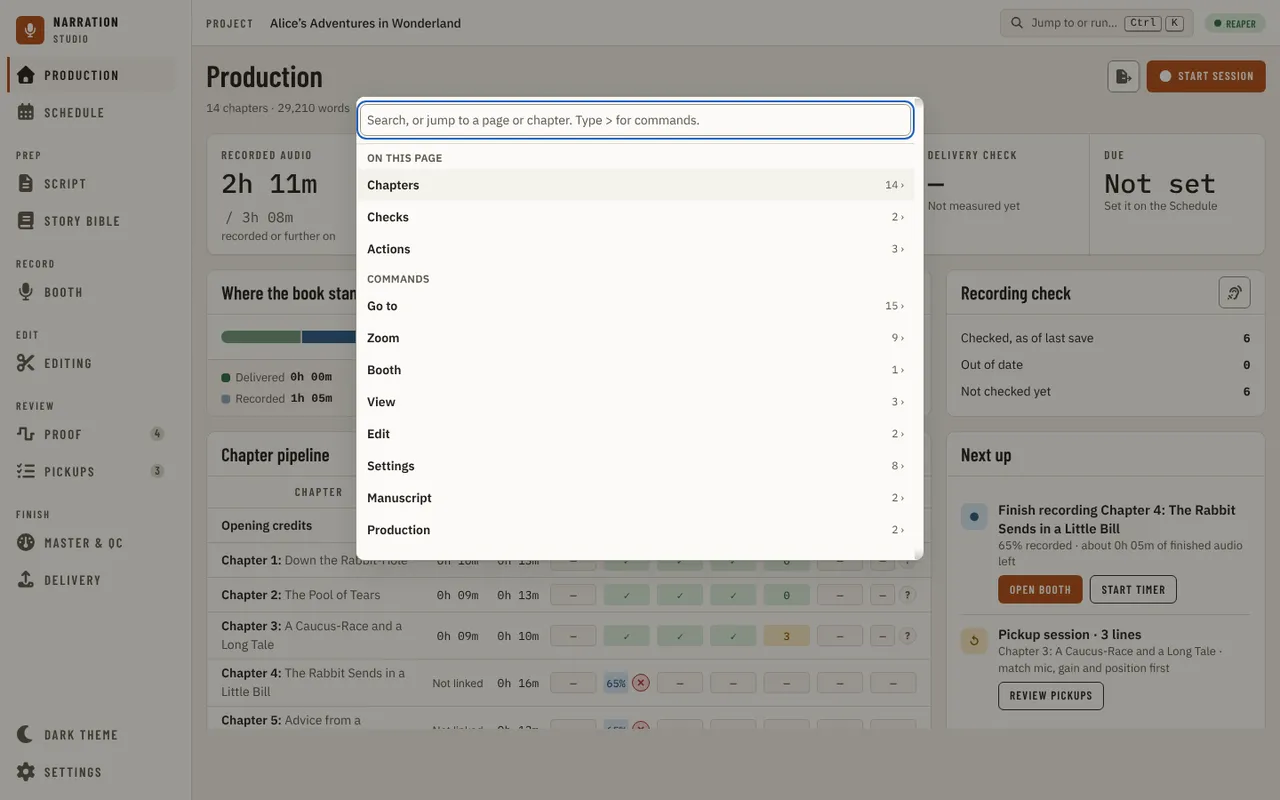 NARRATION
STUDIO
PRODUCTION
SCHEDULE
PREP
SCRIPT
STORY BIBLE
RECORD
BOOTH
EDIT
EDITING
REVIEW
PROOF 4
PICKUPS 3
FINISH
MASTER & QC
DELIVERY
DARK THEME
SETTINGS
PROJECT Alice’s Adventures in Wonderland
Jump to or run… Ctrl K
REAPER
Production
14 chapters · 29,210 words
START SESSION
RECORDED AUDIO
2h 11m
/ 3h 08m
recorded or further on
DELIVERY CHECK
—
Not measured yet
DUE
Not set
Set it on the Schedule
Search, or jump to a page or chapter. Type > for commands.
ON THIS PAGE
Chapters 14 ›
Checks 2 ›
Actions 3 ›
COMMANDS
Go to 15 ›
Zoom 9 ›
Booth 1 ›
View 3 ›
Edit 2 ›
Settings 8 ›
Manuscript 2 ›
Production 2 ›
Where the book stan
Delivered 0h 00m
Recorded 1h 05m
Recording check
Checked, as of last save 6
Out of date 0
Not checked yet 6
Chapter pipeline
CHAPTER
Opening credits
Chapter 1: Down the Rabbit-Hole
Chapter 2: The Pool of Tears 0h 09m 0h 13m — ✓ ✓ ✓ 0 — — ?
Chapter 3: A Caucus-Race and a
Long Tale
0h 09m 0h 10m — ✓ ✓ ✓ 3 — — ?
Chapter 4: The Rabbit Sends in a
Little Bill
Not linked 0h 16m — 65% — — — — —
Chapter 5: Advice from a
Next up
Finish recording Chapter 4: The Rabbit
Sends in a Little Bill
65% recorded · about 0h 05m of finished audio
left
OPEN BOOTH
START TIMER
Pickup session · 3 lines
Chapter 3: A Caucus-Race and a Long Tale ·
match mic, gain and position first
REVIEW PICKUPS